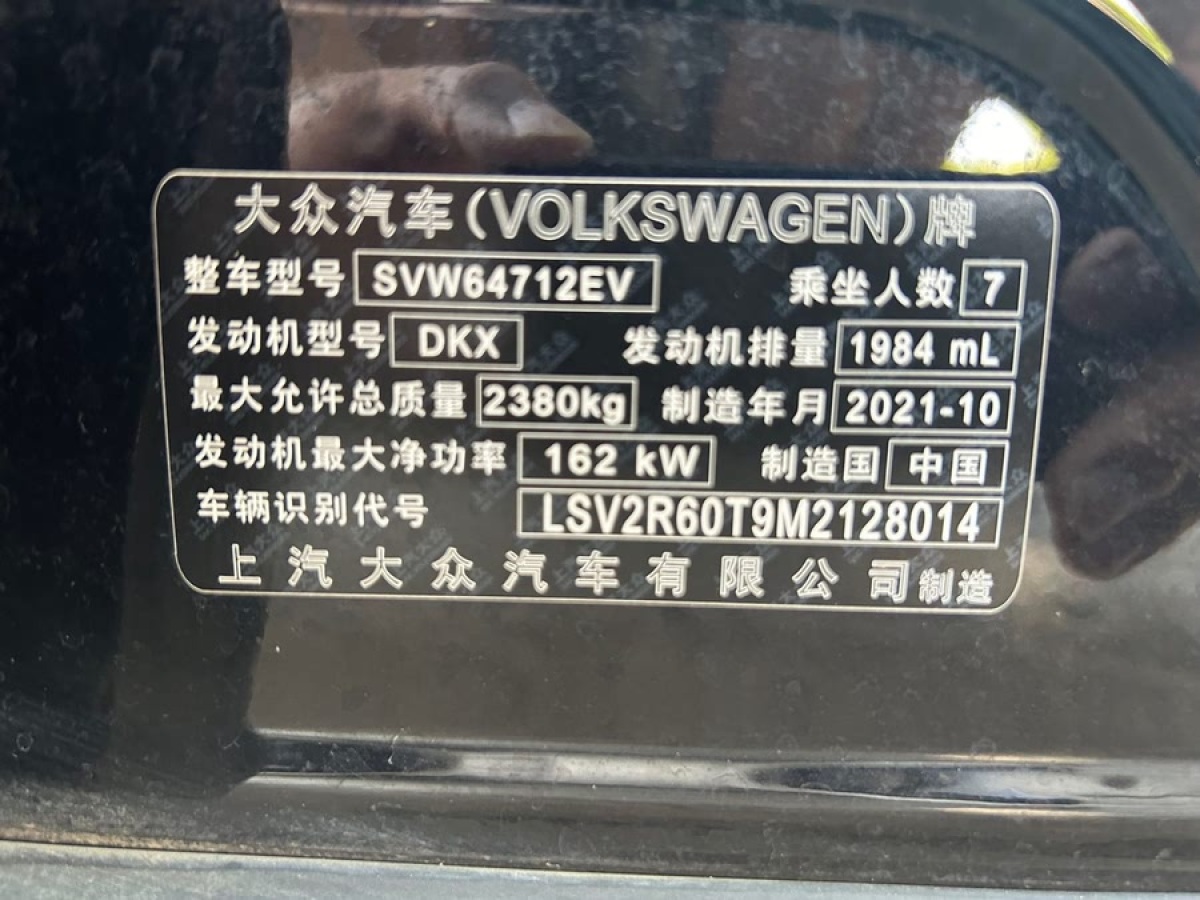 大众汽车(VOLKSWAGEN)牌
整车型号 SVW64712EV 乘坐人数 7
发动机型号 DKX 发动机排量 1984 mL
最大允许总质量 2380kg 制造年月 2021-10
发动机最大净功率 162 kW 制造国 中国
车辆识别代号 LSV2R60T9M2128014
上汽大众汽车有限公司制造